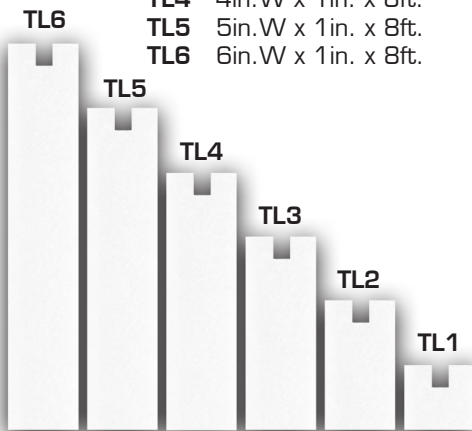 TL4 4in.W x 1in. x 8ft.
TL5 5in.W x 1in. x 8ft.
TL6 6in.W x 1in. x 8ft.
TL6
TL5
TL4
TL3
TL2
TL1